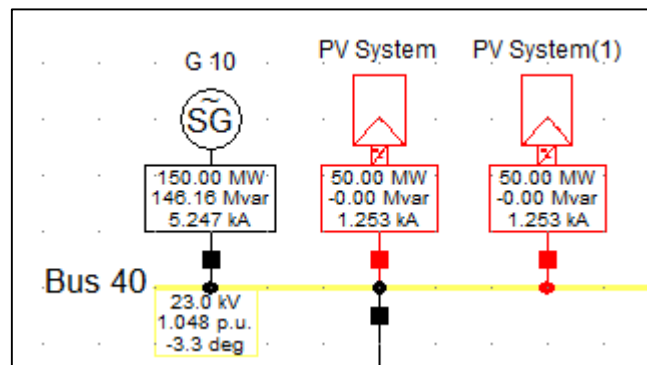 G 10
PV System
PV System(1)
SG
150.00 MW
146.16 Mvar
5.247 kA
50.00 MW
-0.00 Mvar
1.253 kA
50.00 MW
-0.00 Mvar
1.253 kA
Bus 40
23.0 kV
1.048 p.u.
-3.3 deg